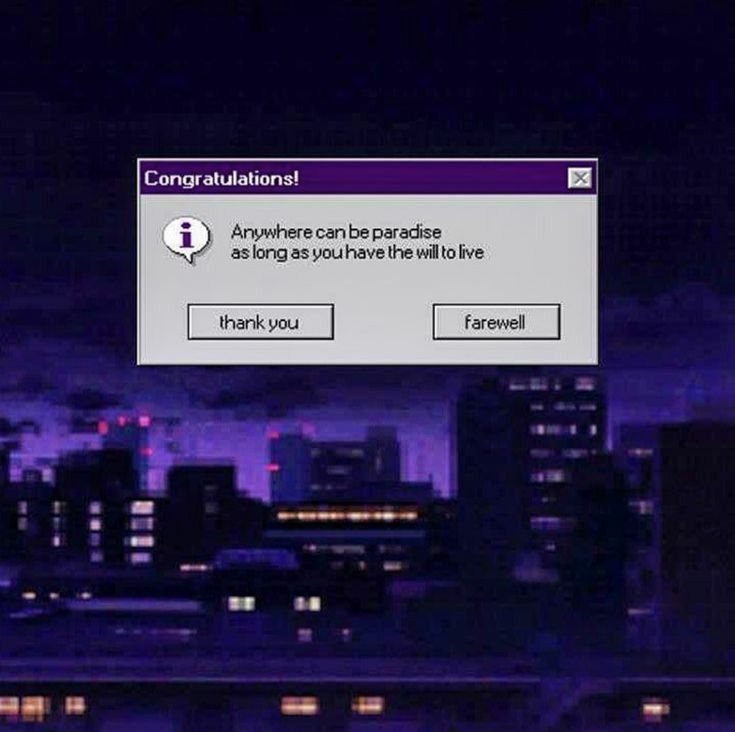 Congratulations!
i
Anywhere can be paradise
as long as you have the will to live
thank you
farewell